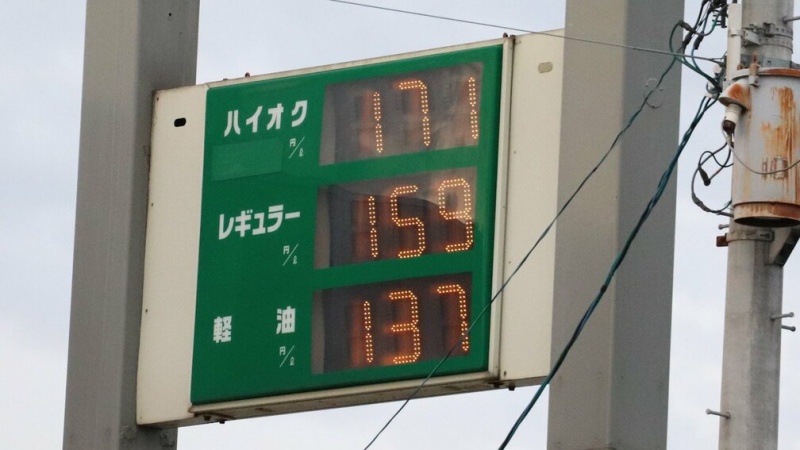 ハイオク 円/ℓ 171
レギュラー 円/ℓ 159
軽油 円/ℓ 137